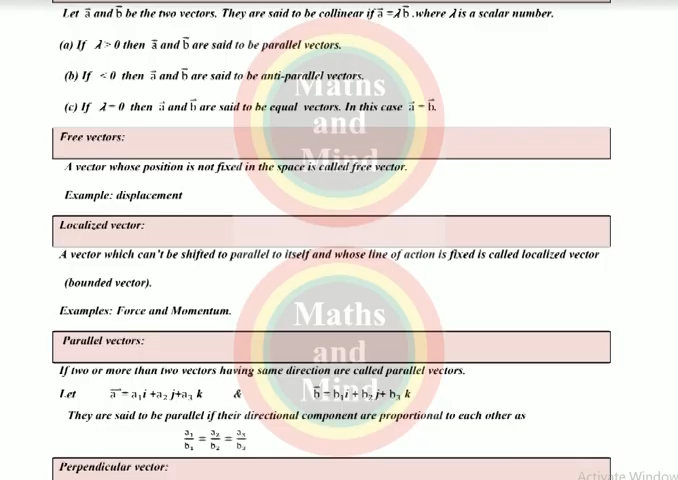 Let a⃗ and b⃗ be the two vectors. They are said to be collinear if a⃗ =λb⃗ .where λ is a scalar number.
(a) If λ > 0 then a⃗ and b⃗ are said to be parallel vectors.
(b) If < 0 then a⃗ and b⃗ are said to be anti-parallel vectors.
(c) If λ = 0 then a⃗ and b⃗ are said to be equal vectors. In this case a⃗ = b⃗.
Maths
and
Mind
Free vectors:
A vector whose position is not fixed in the space is called free vector.
Example: displacement
Localized vector:
A vector which can't be shifted to parallel to itself and whose line of action is fixed is called localized vector
(bounded vector).
Examples: Force and Momentum.
Maths
and
Mind
Parallel vectors:
If two or more than two vectors having same direction are called parallel vectors.
Let a⃗ = a₁i +a₂ j+a₃ k & b⃗ = b₁i + b₂ j+ b₃ k
They are said to be parallel if their directional component are proportional to each other as
a₁/b₁ = a₂/b₂ = a₃/b₃
Perpendicular vector:
Activate Window